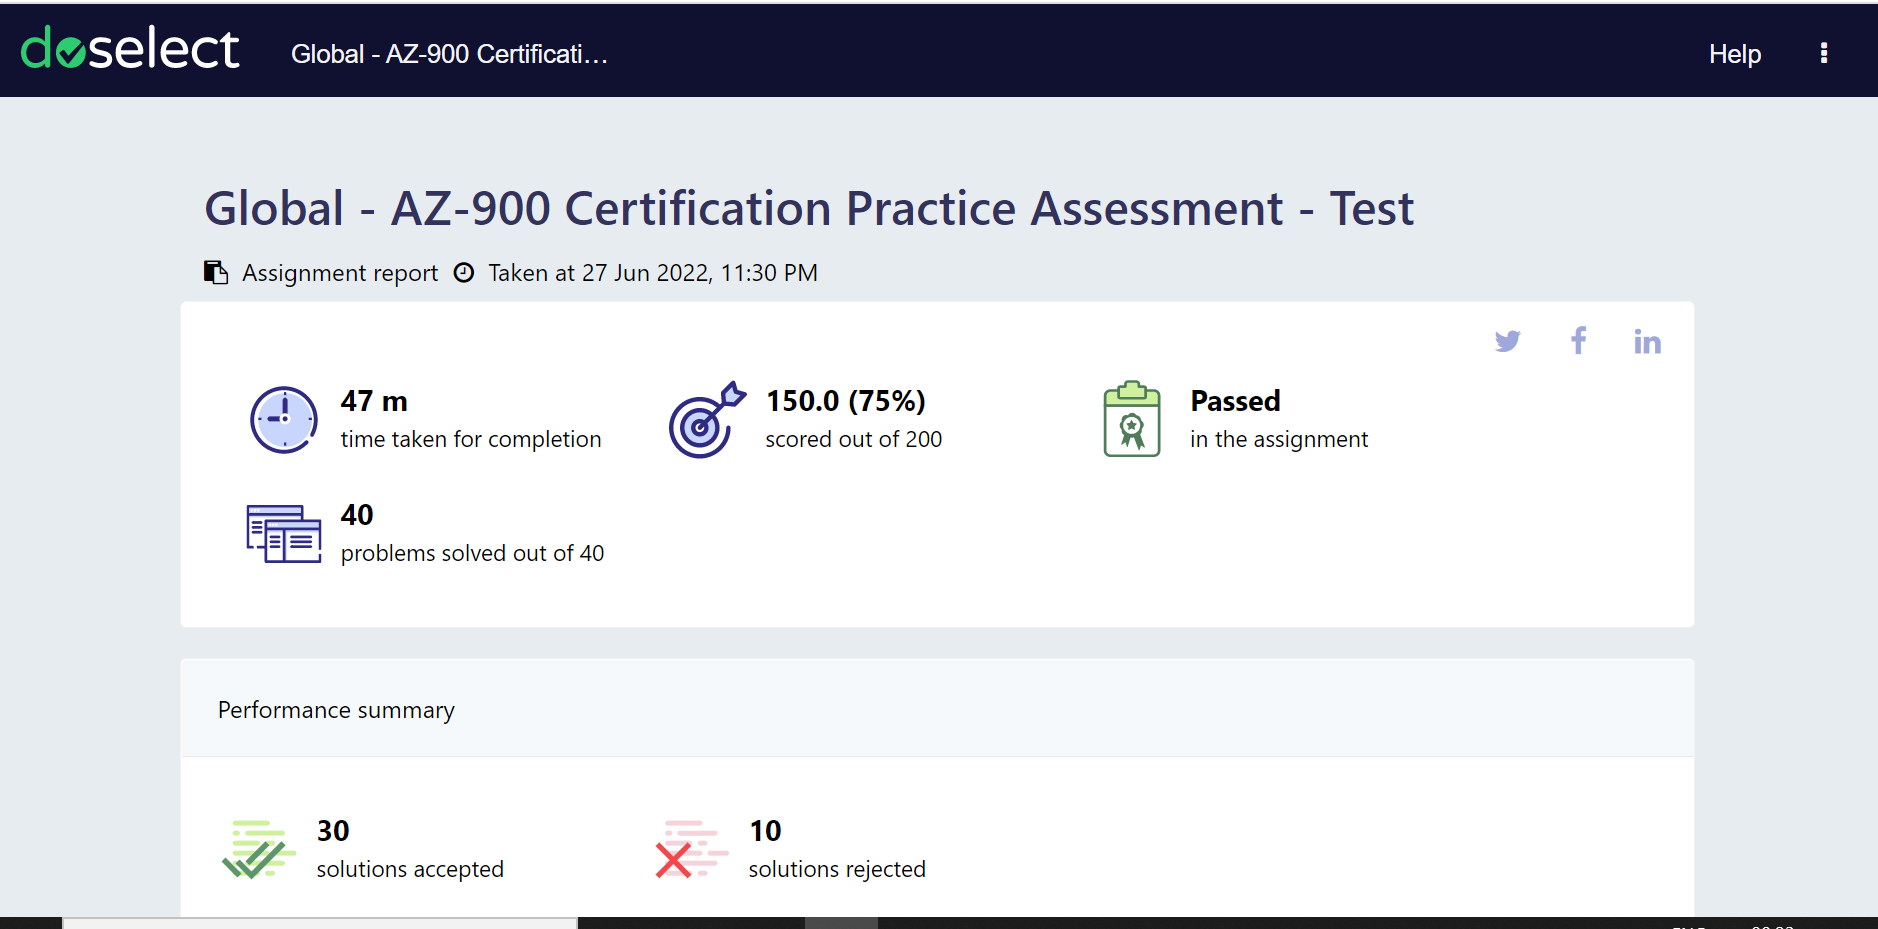 doselect Global - AZ-900 Certificati... Help
Global - AZ-900 Certification Practice Assessment - Test
Assignment report Taken at 27 Jun 2022, 11:30 PM
47 m
time taken for completion
150.0 (75%)
scored out of 200
Passed
in the assignment
40
problems solved out of 40
Performance summary
30
solutions accepted
10
solutions rejected